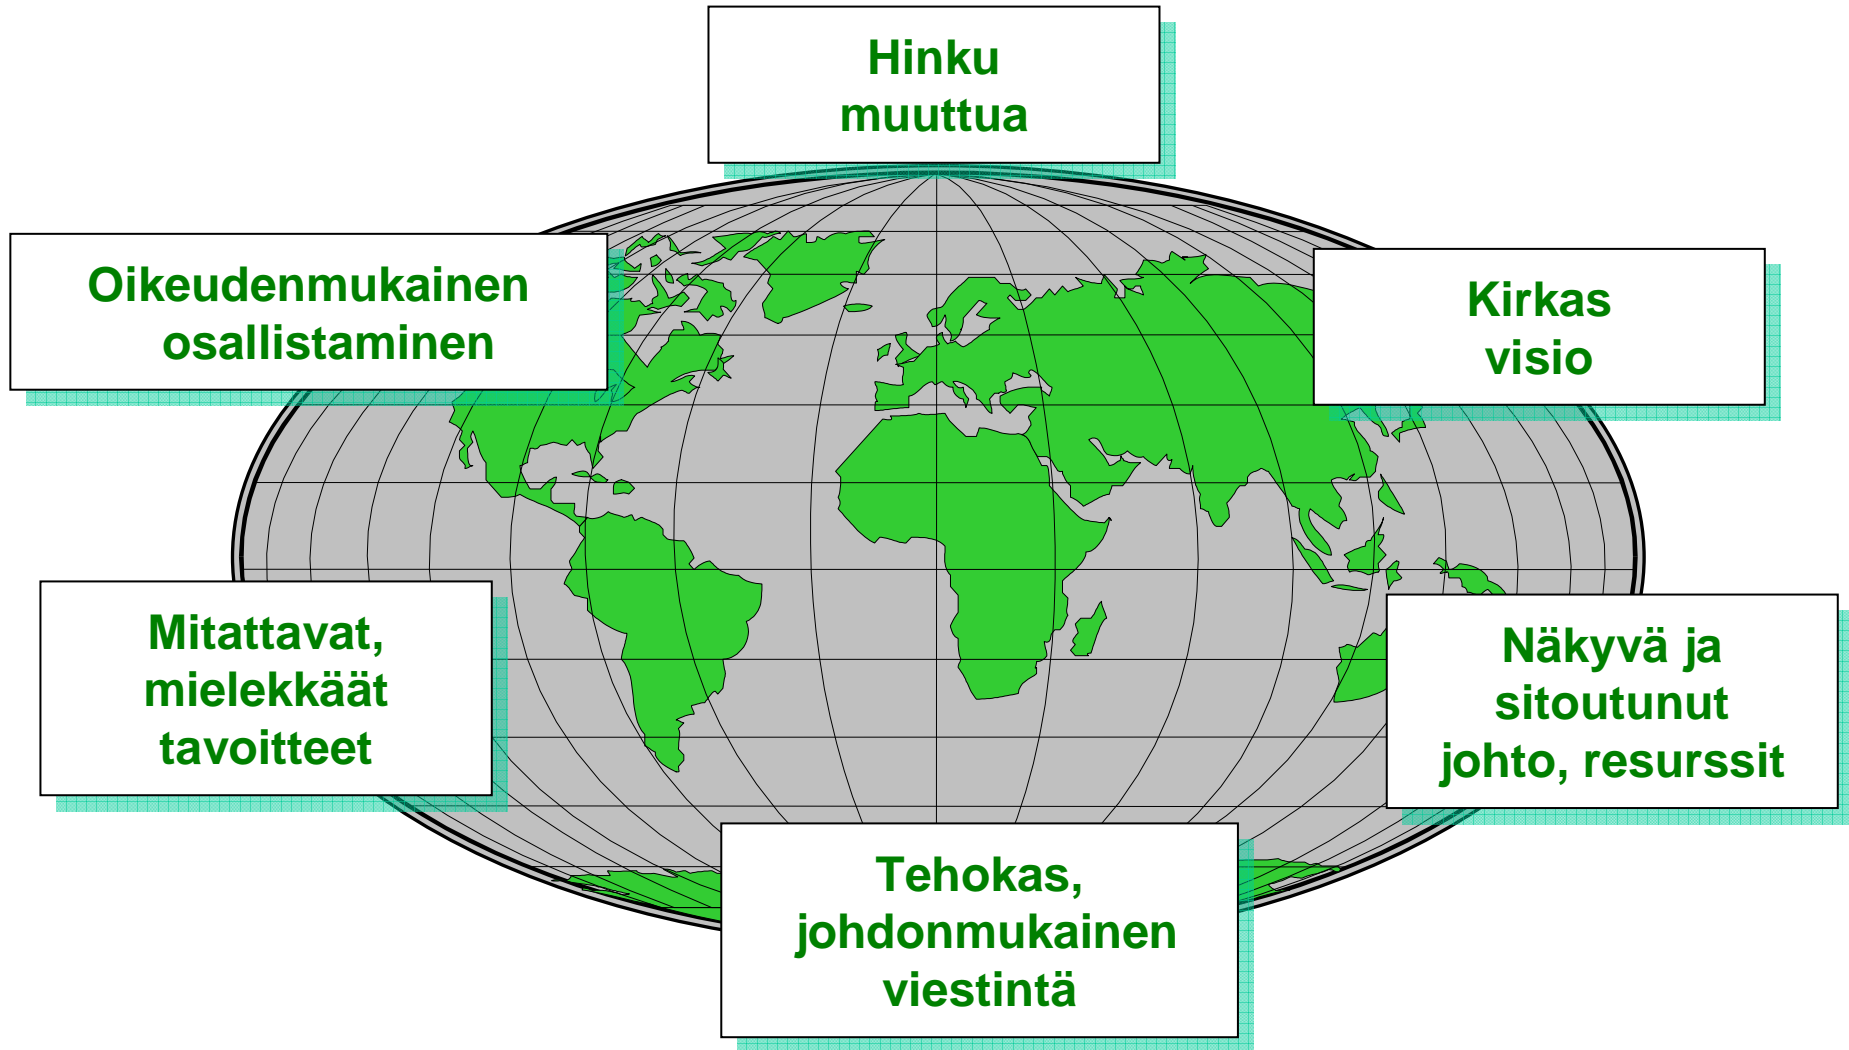 Hinku
muuttua
Oikeudenmukainen
osallistaminen
Kirkas
visio
Mitattavat,
mielekkäät
tavoitteet
Näkyvä ja
sitoutunut
johto, resurssit
Tehokas,
johdonmukainen
viestintä